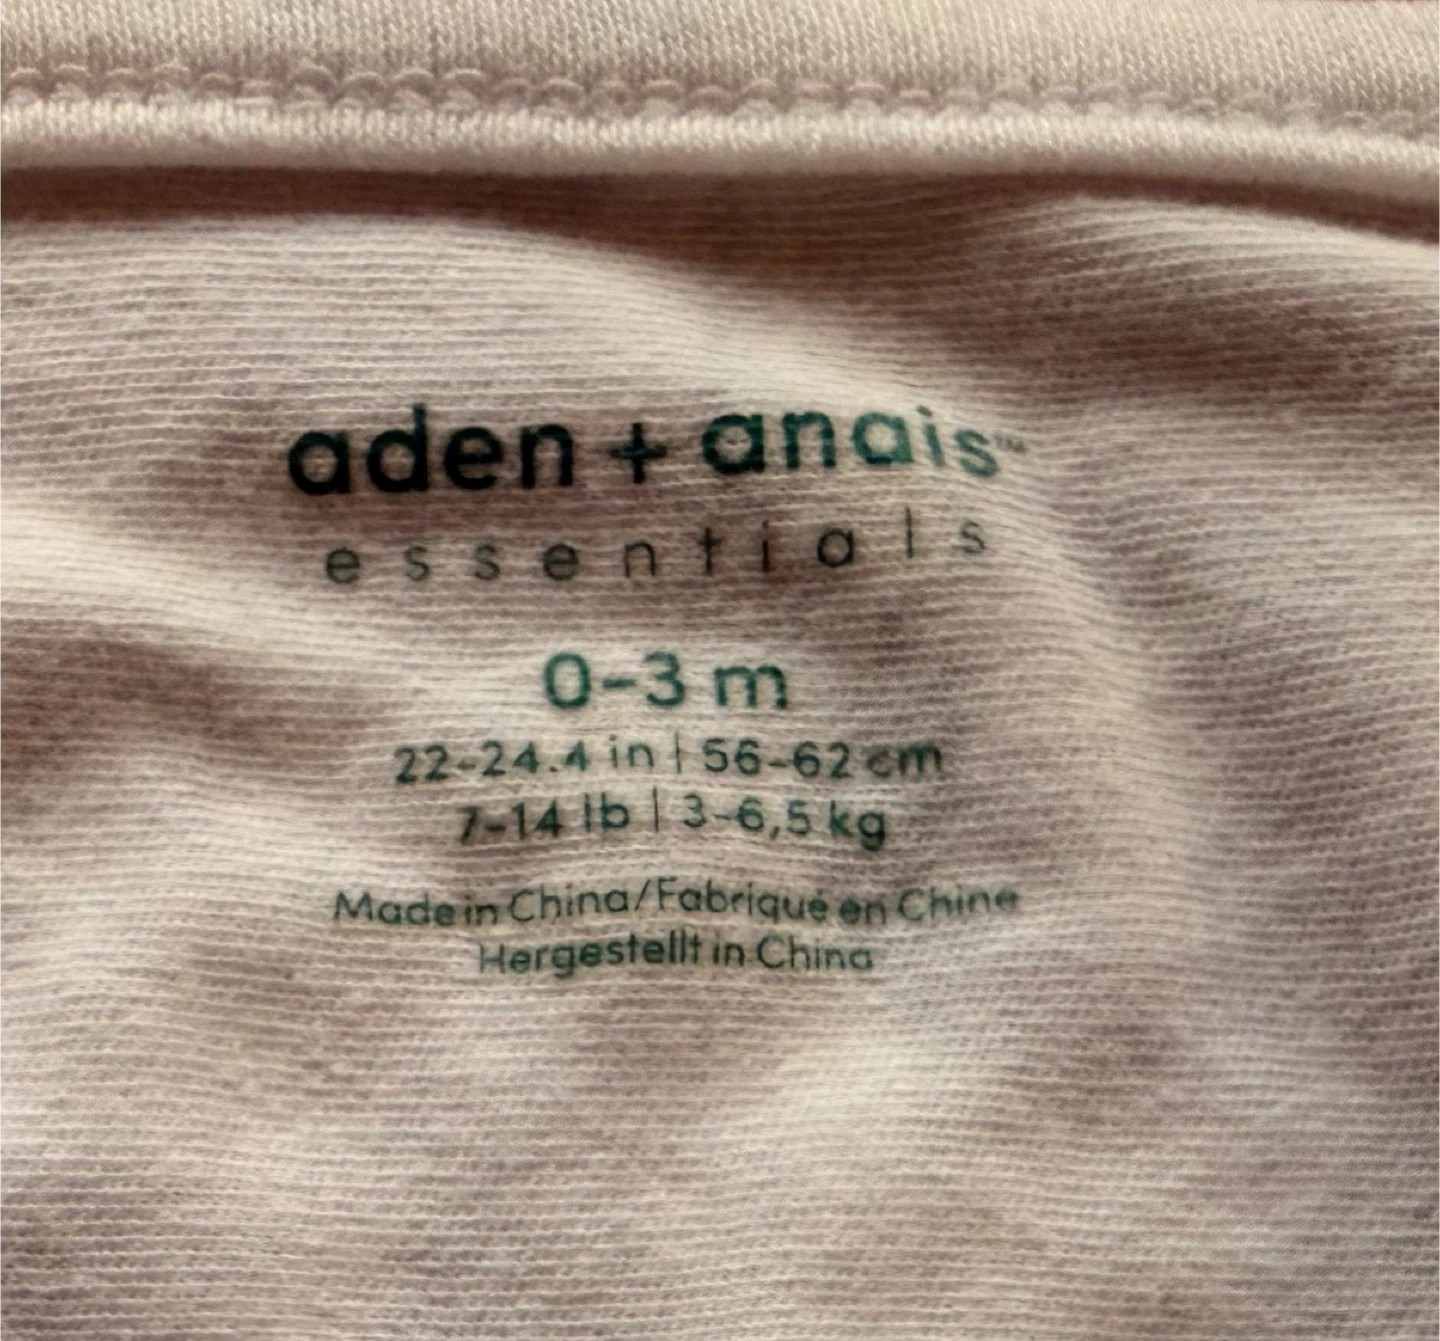 aden + anais™
essentials
0-3 m
22-24.4 in | 56-62 cm
7-14 lb | 3-6,5 kg
Made in China/Fabriqué en Chine
Hergestellt in China